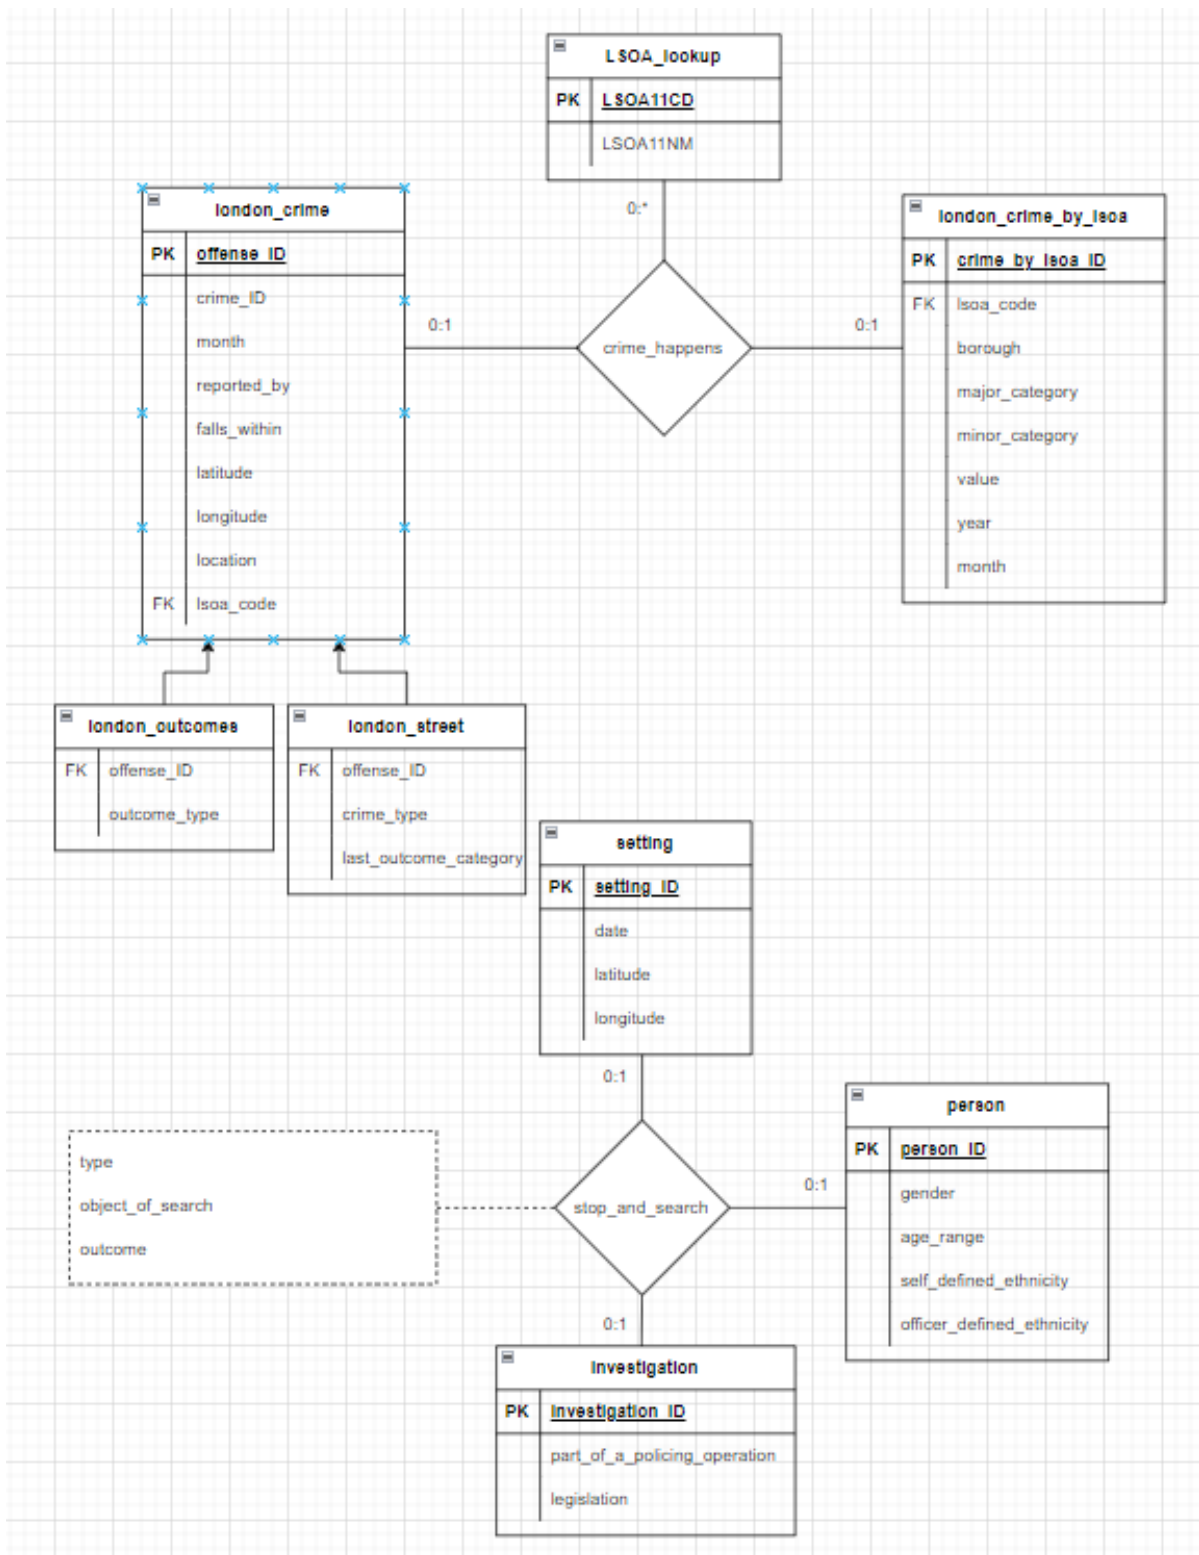 LSOA_lookup
PK LSOA11CD
LSOA11NM
0:*
london_crime
PK offense_ID
crime_ID
month
reported_by
falls_within
latitude
longitude
location
FK lsoa_code
0:1
crime_happens
0:1
london_crime_by_lsoa
PK crime_by_lsoa_ID
FK lsoa_code
borough
major_category
minor_category
value
year
month
london_outcomes
FK offense_ID
outcome_type
london_street
FK offense_ID
crime_type
last_outcome_category
setting
PK setting_ID
date
latitude
longitude
0:1
type
object_of_search
outcome
stop_and_search
0:1
person
PK person_ID
gender
age_range
self_defined_ethnicity
officer_defined_ethnicity
0:1
investigation
PK investigation_ID
part_of_a_policing_operation
legislation